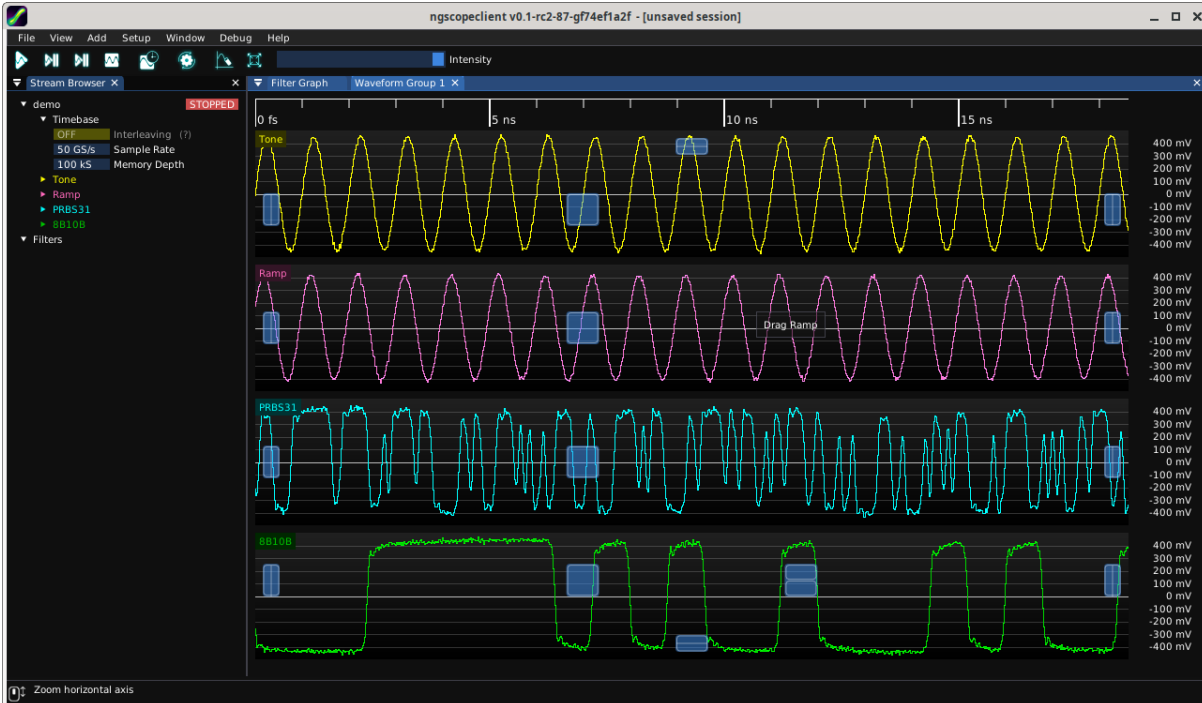 ngscopeclient v0.1-rc2-87-gf74ef1a2f - [unsaved session]
File View Add Setup Window Debug Help
Intensity
Stream Browser
Filter Graph
Waveform Group 1
demo
STOPPED
Timebase
OFF Interleaving (?)
50 GS/s Sample Rate
100 kS Memory Depth
Tone
Ramp
PRBS31
8B10B
Filters
0 fs 5 ns 10 ns 15 ns
Tone
400 mV
300 mV
200 mV
100 mV
0 mV
-100 mV
-200 mV
-300 mV
-400 mV
Ramp
Drag Ramp
400 mV
300 mV
200 mV
100 mV
0 mV
-100 mV
-200 mV
-300 mV
-400 mV
PRBS31
400 mV
300 mV
200 mV
100 mV
0 mV
-100 mV
-200 mV
-300 mV
-400 mV
8B10B
400 mV
300 mV
200 mV
100 mV
0 mV
-100 mV
-200 mV
-300 mV
-400 mV
Zoom horizontal axis